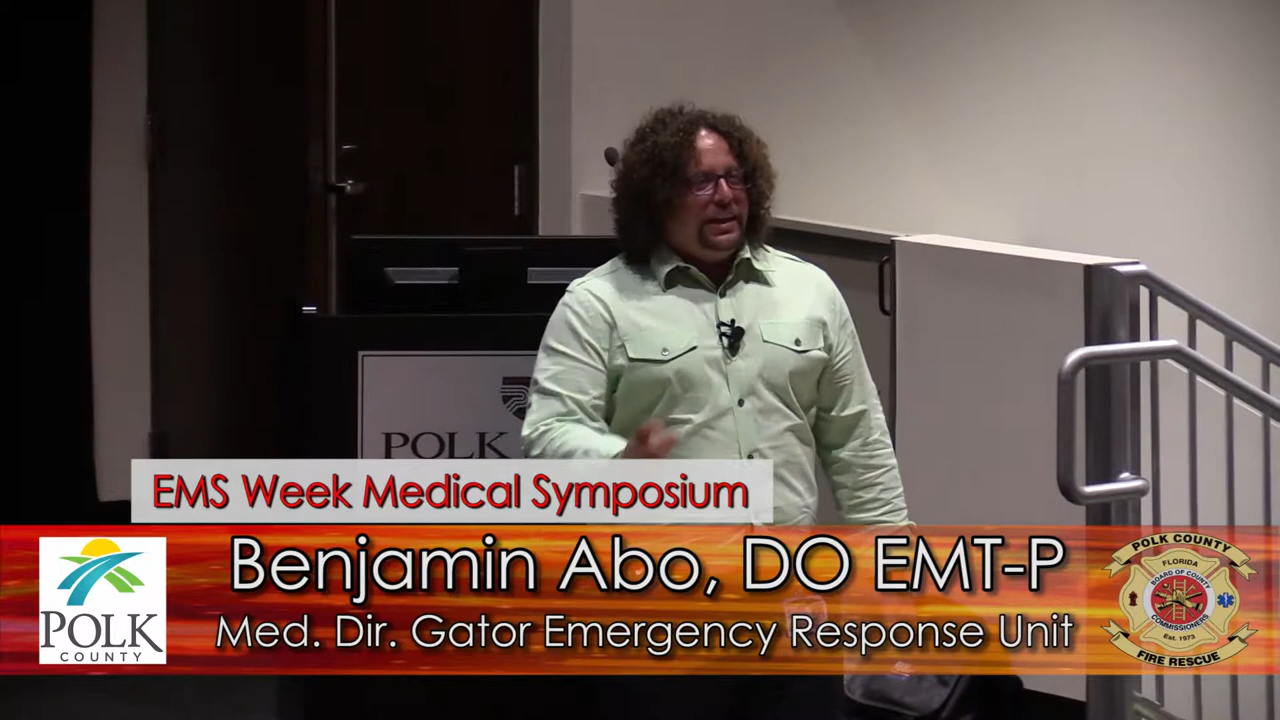 POLK
EMS Week Medical Symposium
Benjamin Abo, DO EMT-P
Med. Dir. Gator Emergency Response Unit
POLK
COUNTY
POLK COUNTY
FLORIDA
BOARD OF COUNTY
COMMISSIONERS
Est. 1973
FIRE RESCUE